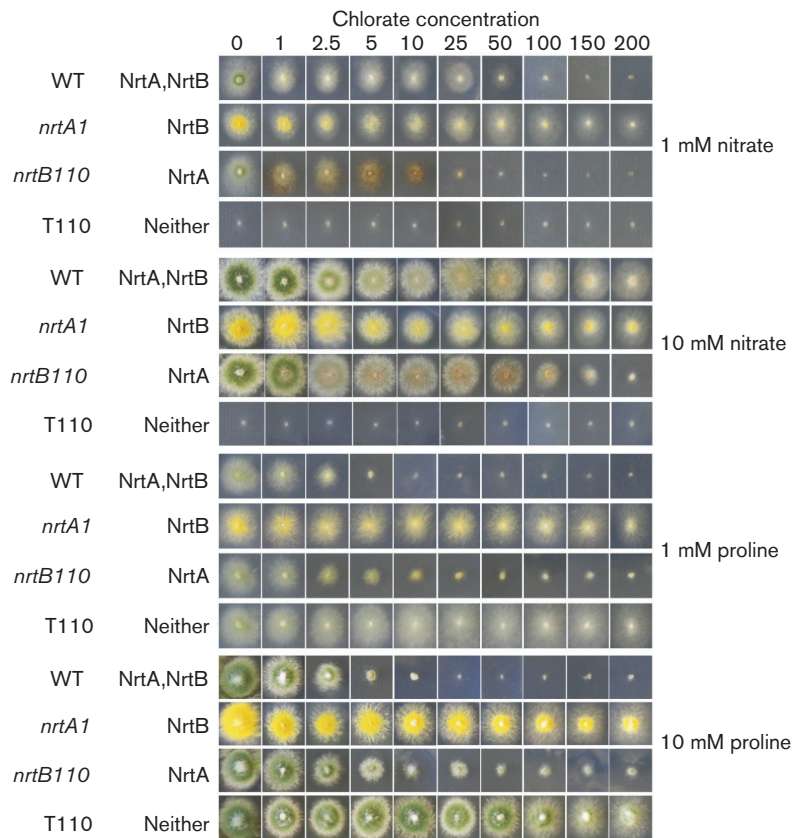 Chlorate concentration
0 1 2.5 5 10 25 50 100 150 200
WT NrtA,NrtB
nrtA1 NrtB
nrtB110 NrtA
T110 Neither
1 mM nitrate
WT NrtA,NrtB
nrtA1 NrtB
nrtB110 NrtA
T110 Neither
10 mM nitrate
WT NrtA,NrtB
nrtA1 NrtB
nrtB110 NrtA
T110 Neither
1 mM proline
WT NrtA,NrtB
nrtA1 NrtB
nrtB110 NrtA
T110 Neither
10 mM proline